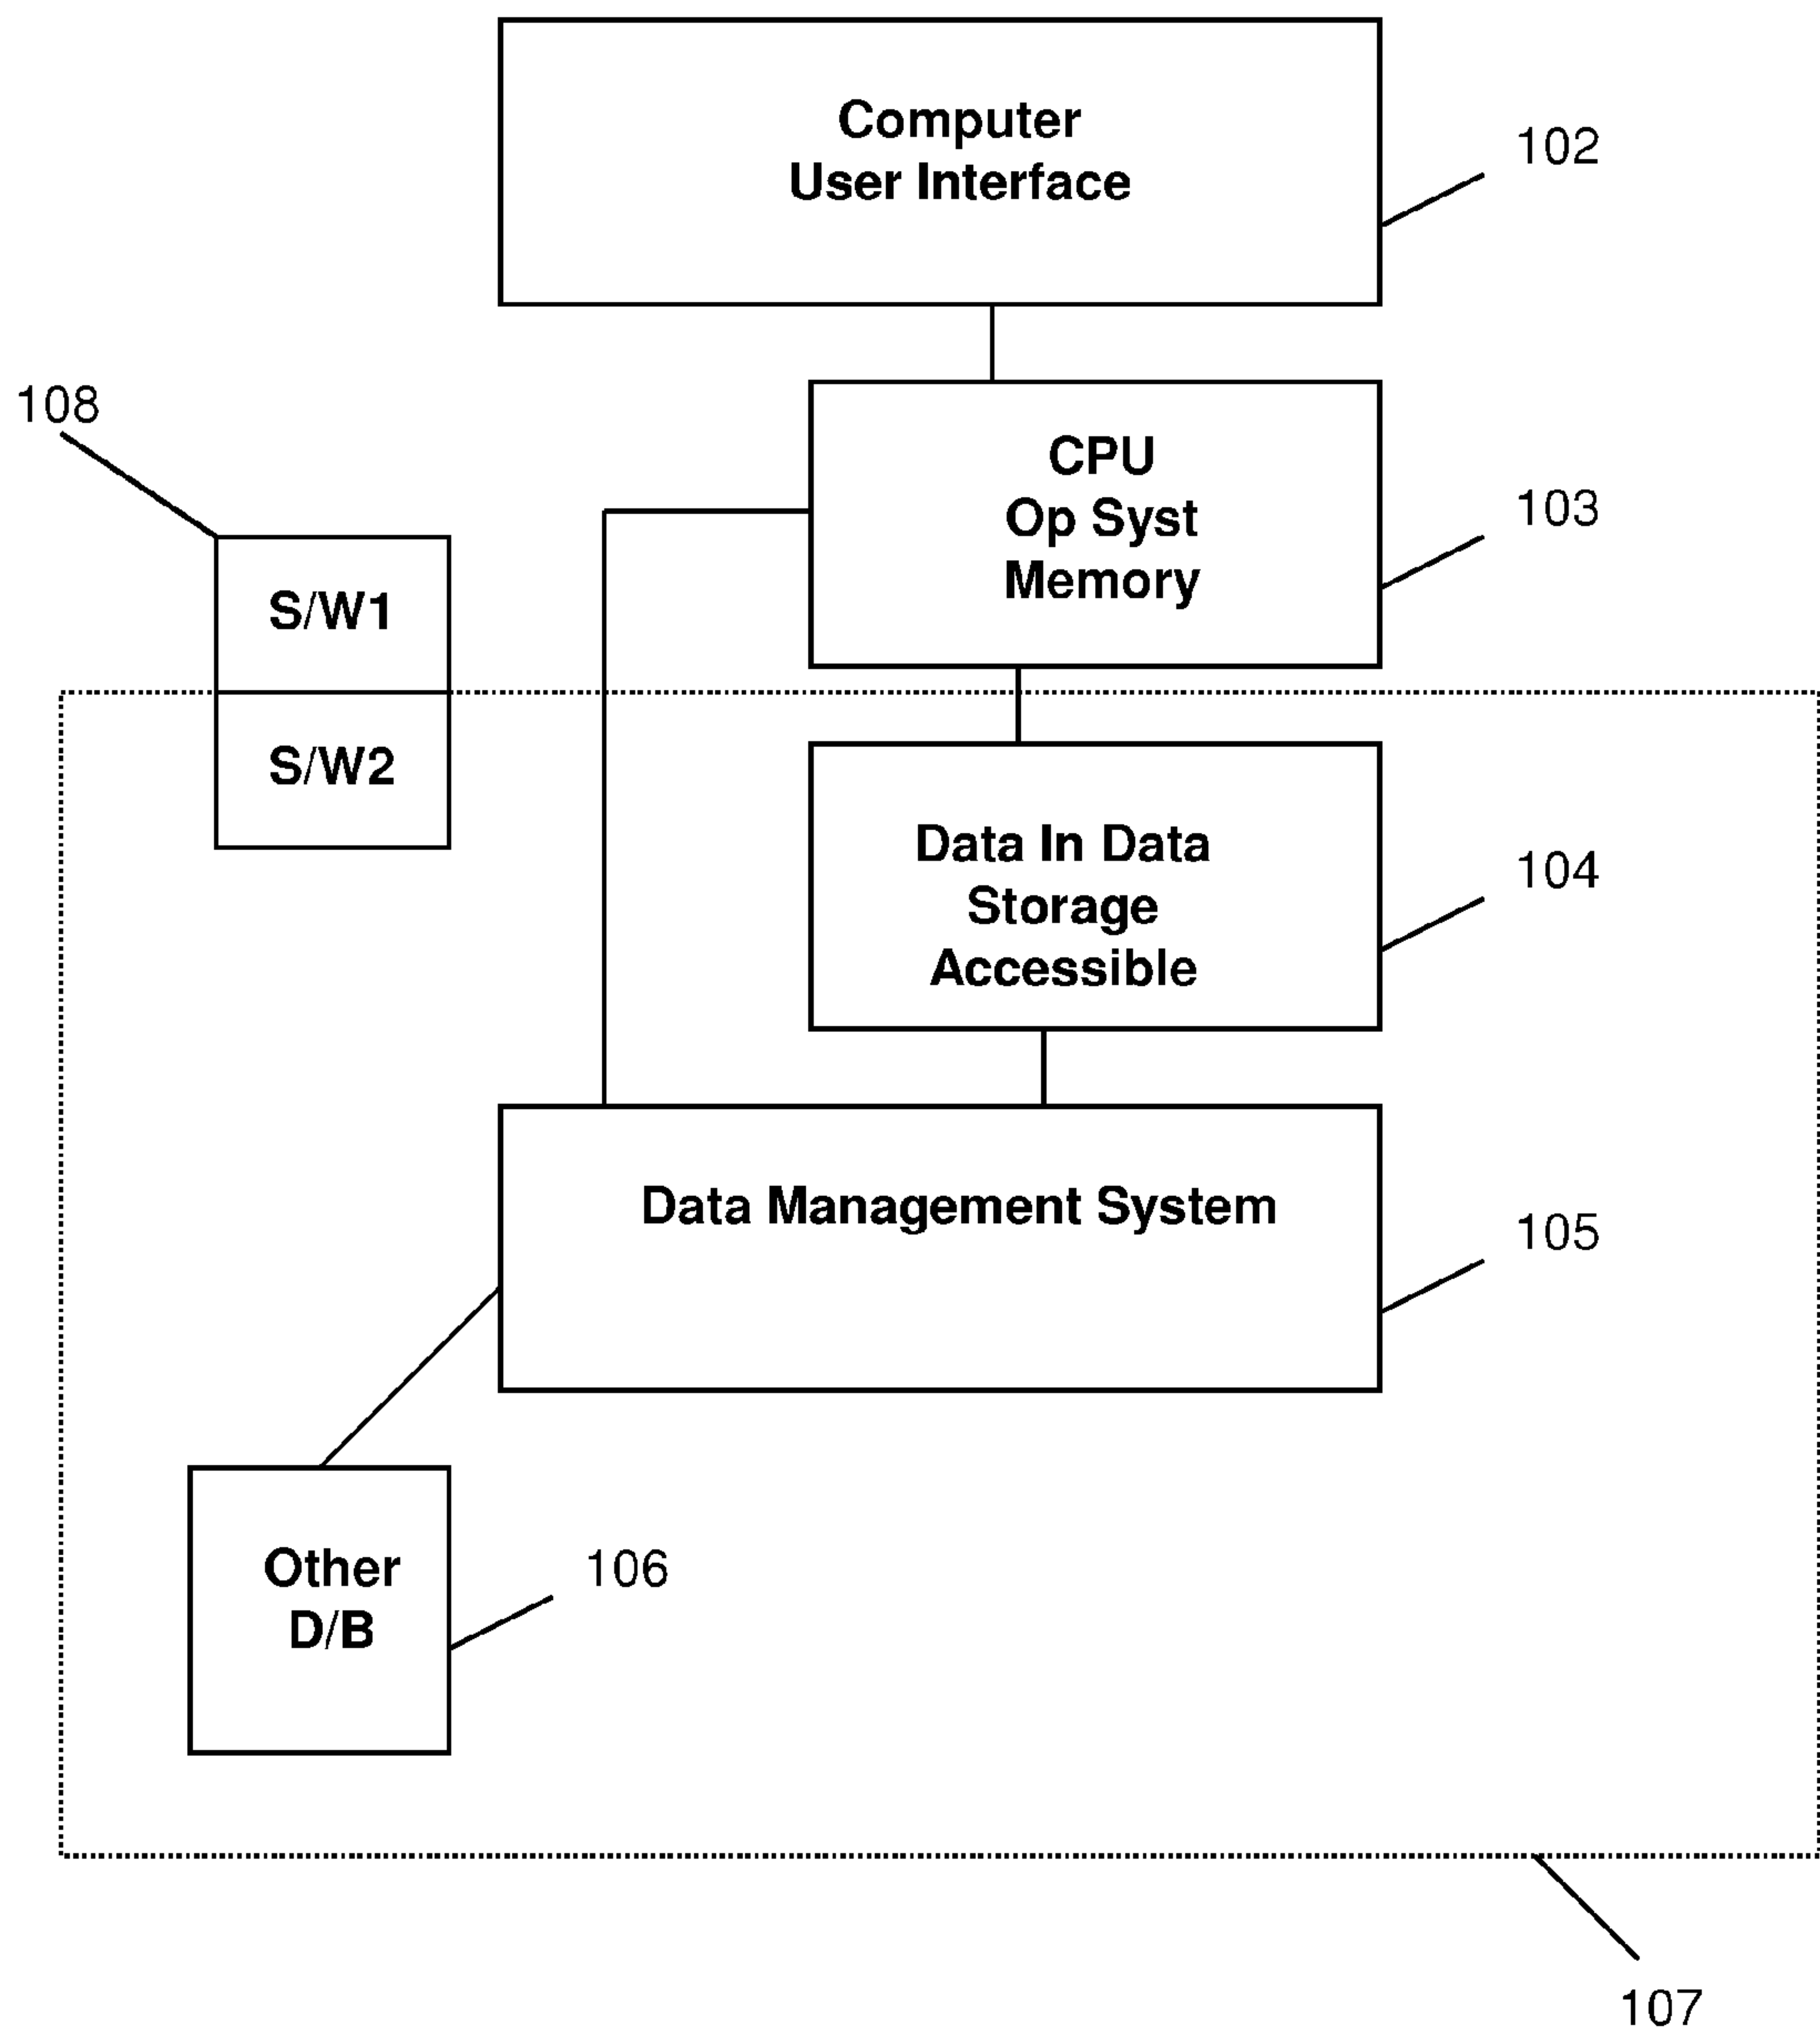 Computer
User Interface
102
108
CPU
Op Syst
Memory
103
S/W1
S/W2
Data In Data
Storage
Accessible
104
Data Management System
105
Other
D/B
106
107